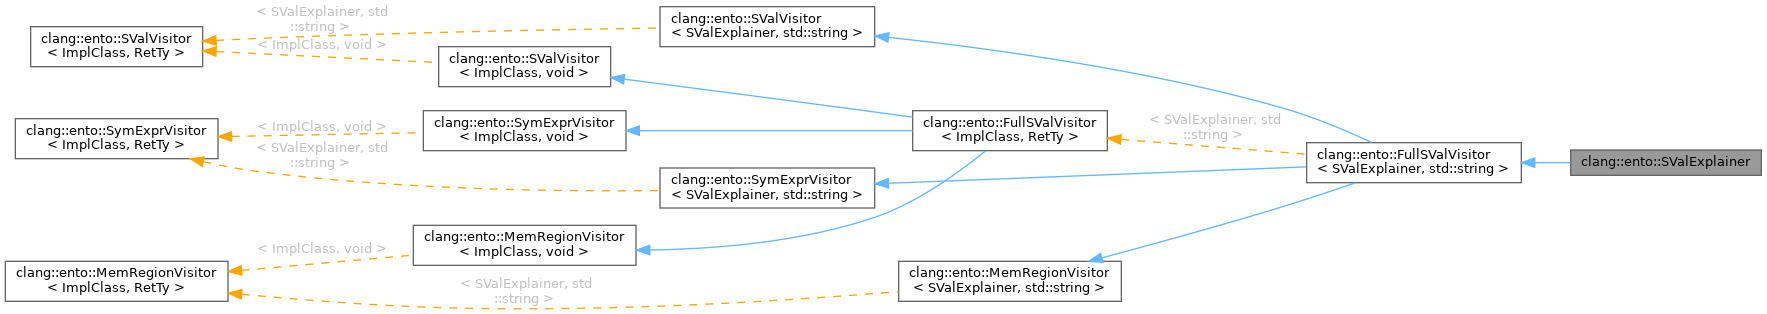 clang::ento::SValVisitor
< ImplClass, RetTy >
< SValExplainer, std
::string >
< ImplClass, void >
clang::ento::SValVisitor
< SValExplainer, std::string >
clang::ento::SValVisitor
< ImplClass, void >
clang::ento::SymExprVisitor
< ImplClass, RetTy >
< ImplClass, void >
< SValExplainer, std
::string >
clang::ento::SymExprVisitor
< ImplClass, void >
clang::ento::SymExprVisitor
< SValExplainer, std::string >
clang::ento::FullSValVisitor
< ImplClass, RetTy >
< SValExplainer, std
::string >
clang::ento::FullSValVisitor
< SValExplainer, std::string >
clang::ento::SValExplainer
clang::ento::MemRegionVisitor
< ImplClass, RetTy >
< ImplClass, void >
< SValExplainer, std
::string >
clang::ento::MemRegionVisitor
< ImplClass, void >
clang::ento::MemRegionVisitor
< SValExplainer, std::string >